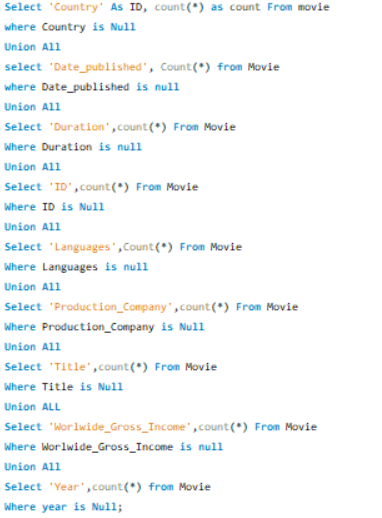 Select 'Country' As ID, count(*) as count From movie
where Country is Null
Union All
select 'Date_published', Count(*) from Movie
where Date_published is null
Union All
Select 'Duration',count(*) From Movie
Where Duration is null
Union All
Select 'ID',count(*) From Movie
Where ID is Null
Union All
Select 'Languages',Count(*) From Movie
Where Languages is null
Union All
Select 'Production_Company',count(*) From Movie
Where Production_Company is Null
Union All
Select 'Title',count(*) From Movie
Where Title is Null
Union ALL
Select 'Worlwide_Gross_Income',count(*) From Movie
Where Worlwide_Gross_Income is null
Union All
Select 'Year',count(*) from Movie
Where year is Null;